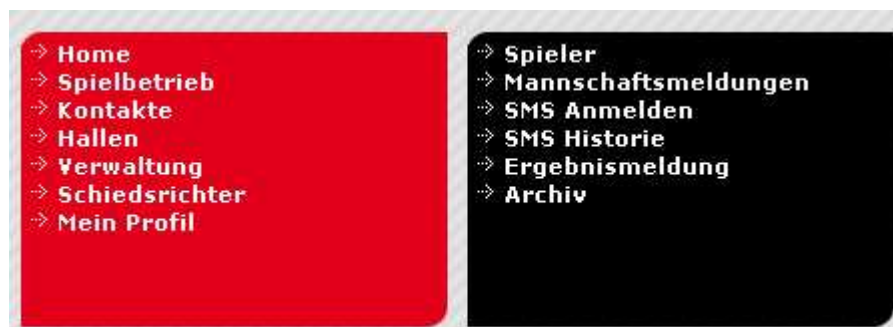 Home
Spielbetrieb
Kontakte
Hallen
Verwaltung
Schiedsrichter
Mein Profil
Spieler
Mannschaftsmeldungen
SMS Anmelden
SMS Historie
Ergebnismeldung
Archiv